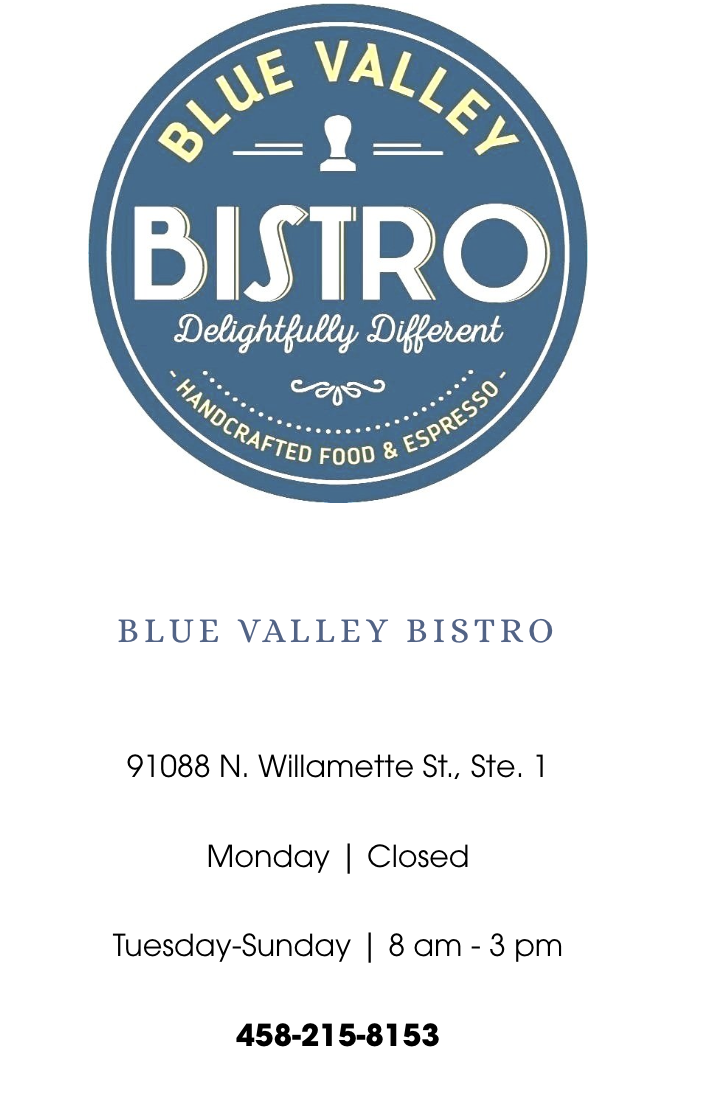 BLUE VALLEY
BISTRO
Delightfully Different
- HANDCRAFTED FOOD & ESPRESSO -
BLUE VALLEY BISTRO
91088 N. Willamette St., Ste. 1
Monday | Closed
Tuesday-Sunday | 8 am - 3 pm
458-215-8153